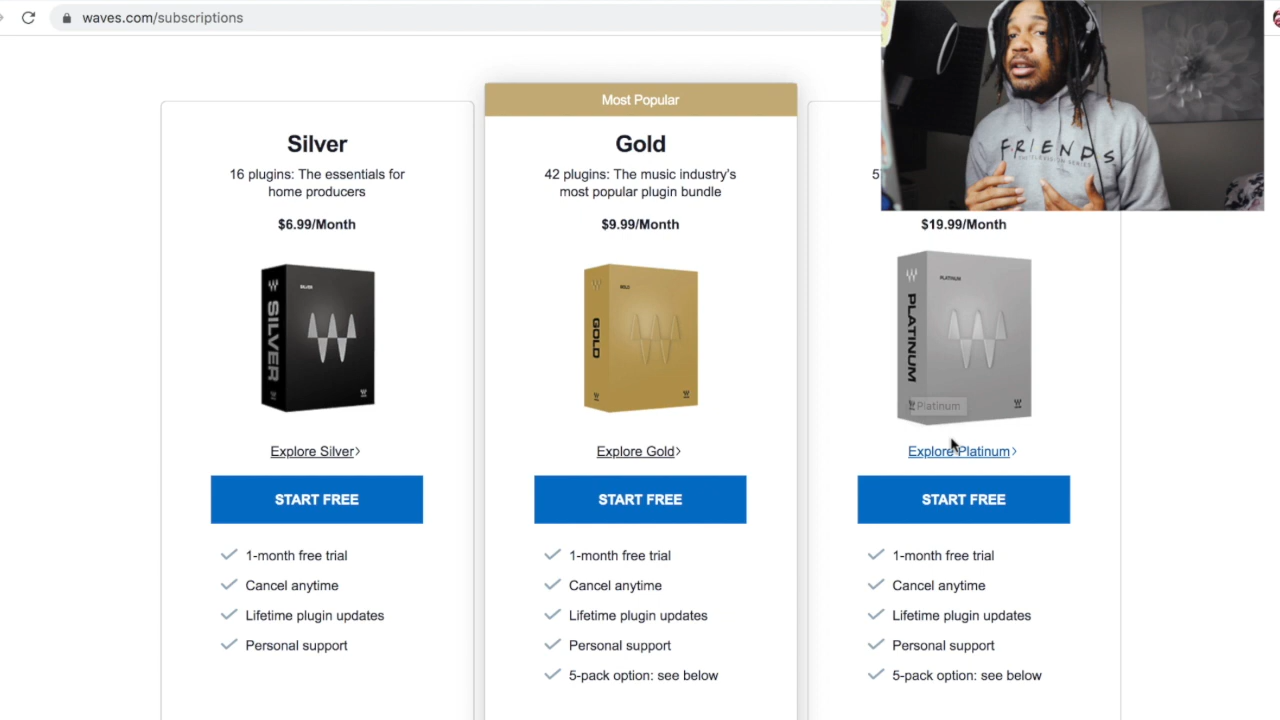 waves.com/subscriptions
Most Popular
Silver
16 plugins: The essentials for
home producers
$6.99/Month
SILVER
SILVER
Explore Silver>
START FREE
1-month free trial
Cancel anytime
Lifetime plugin updates
Personal support
Gold
42 plugins: The music industry's
most popular plugin bundle
$9.99/Month
GOLD
GOLD
Explore Gold>
START FREE
1-month free trial
Cancel anytime
Lifetime plugin updates
Personal support
5-pack option: see below
FRIENDS
5
$19.99/Month
PLATINUM
PLATINUM
Platinum
Explore Platinum>
START FREE
1-month free trial
Cancel anytime
Lifetime plugin updates
Personal support
5-pack option: see below